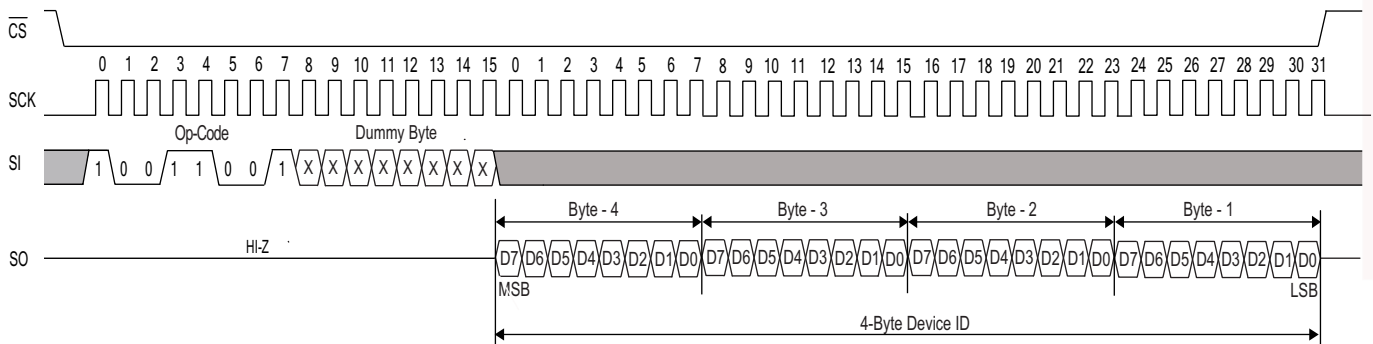 CS
0 1 2 3 4 5 6 7 8 9 10 11 12 13 14 15 0 1 2 3 4 5 6 7 8 9 10 11 12 13 14 15 16 17 18 19 20 21 22 23 24 25 26 27 28 29 30 31
SCK
Op-Code Dummy Byte
SI 1 0 0 1 1 0 0 1 X X X X X X X X
Byte - 4 Byte - 3 Byte - 2 Byte - 1
SO HI-Z D7 D6 D5 D4 D3 D2 D1 D0 D7 D6 D5 D4 D3 D2 D1 D0 D7 D6 D5 D4 D3 D2 D1 D0 D7 D6 D5 D4 D3 D2 D1 D0
MSB LSB
4-Byte Device ID